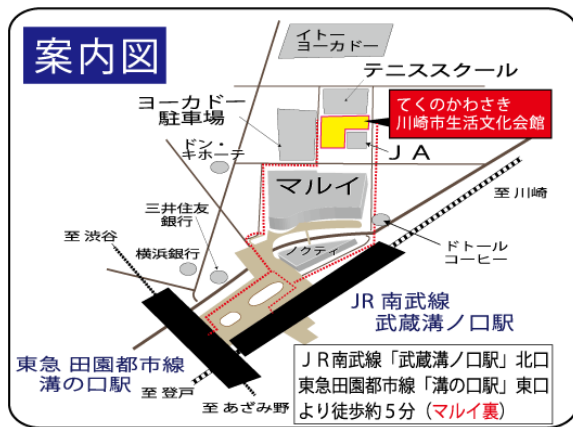 案内図
イトー
ヨーカドー
テニススクール
ヨーカドー
駐車場
てくのかわさき
川崎市生活文化会館
ドン・
キホーテ
ＪＡ
マルイ
至 川崎
三井住友
銀行
至 渋谷
横浜銀行
ノクティ
ドトール
コーヒー
JR 南武線
武蔵溝ノ口駅
東急 田園都市線
溝の口駅
至 登戸
至 あざみ野
ＪＲ南武線「武蔵溝ノ口駅」北口
東急田園都市線「溝の口駅」東口
より徒歩約５分（マルイ裏）